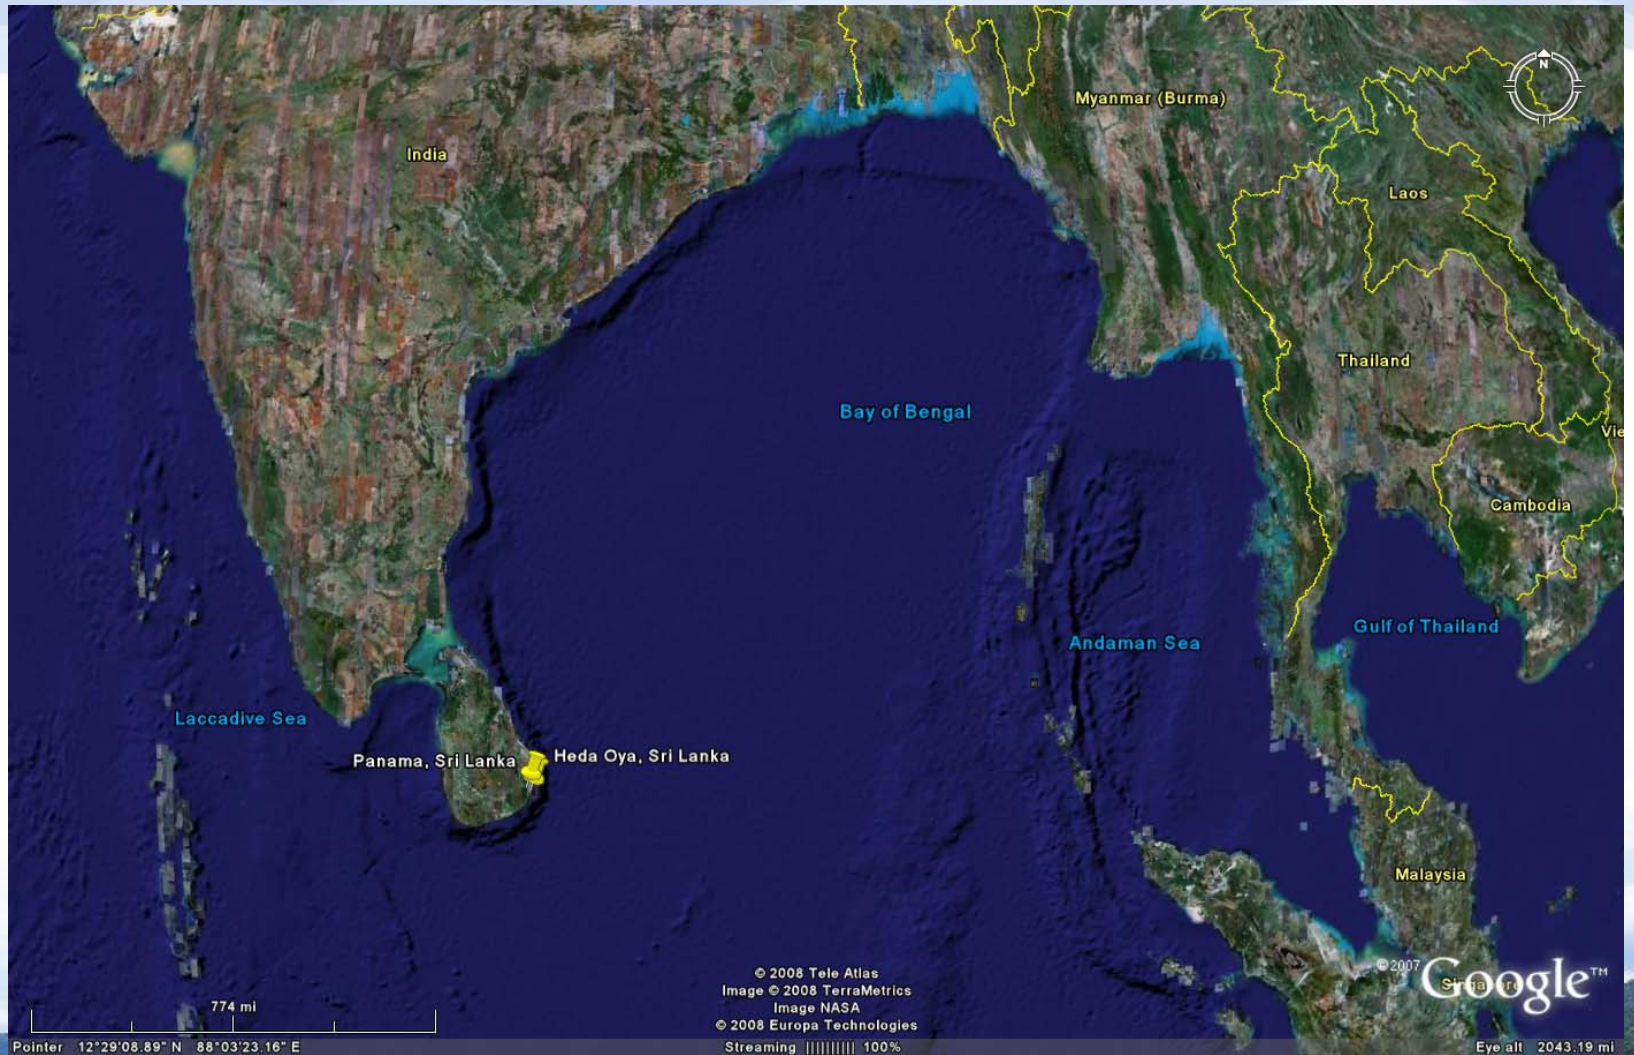 N
Myanmar (Burma)
India
Laos
Thailand
Bay of Bengal
Vie
Cambodia
Gulf of Thailand
Andaman Sea
Laccadive Sea
Panama, Sri Lanka
Heda Oya, Sri Lanka
Malaysia
© 2007
Google™
Singapore
© 2008 Tele Atlas
Image © 2008 TerraMetrics
Image NASA
© 2008 Europa Technologies
774 mi
Pointer 12°29'08.89" N 88°03'23.16" E
Streaming |||||||||| 100%
Eye alt 2043.19 mi